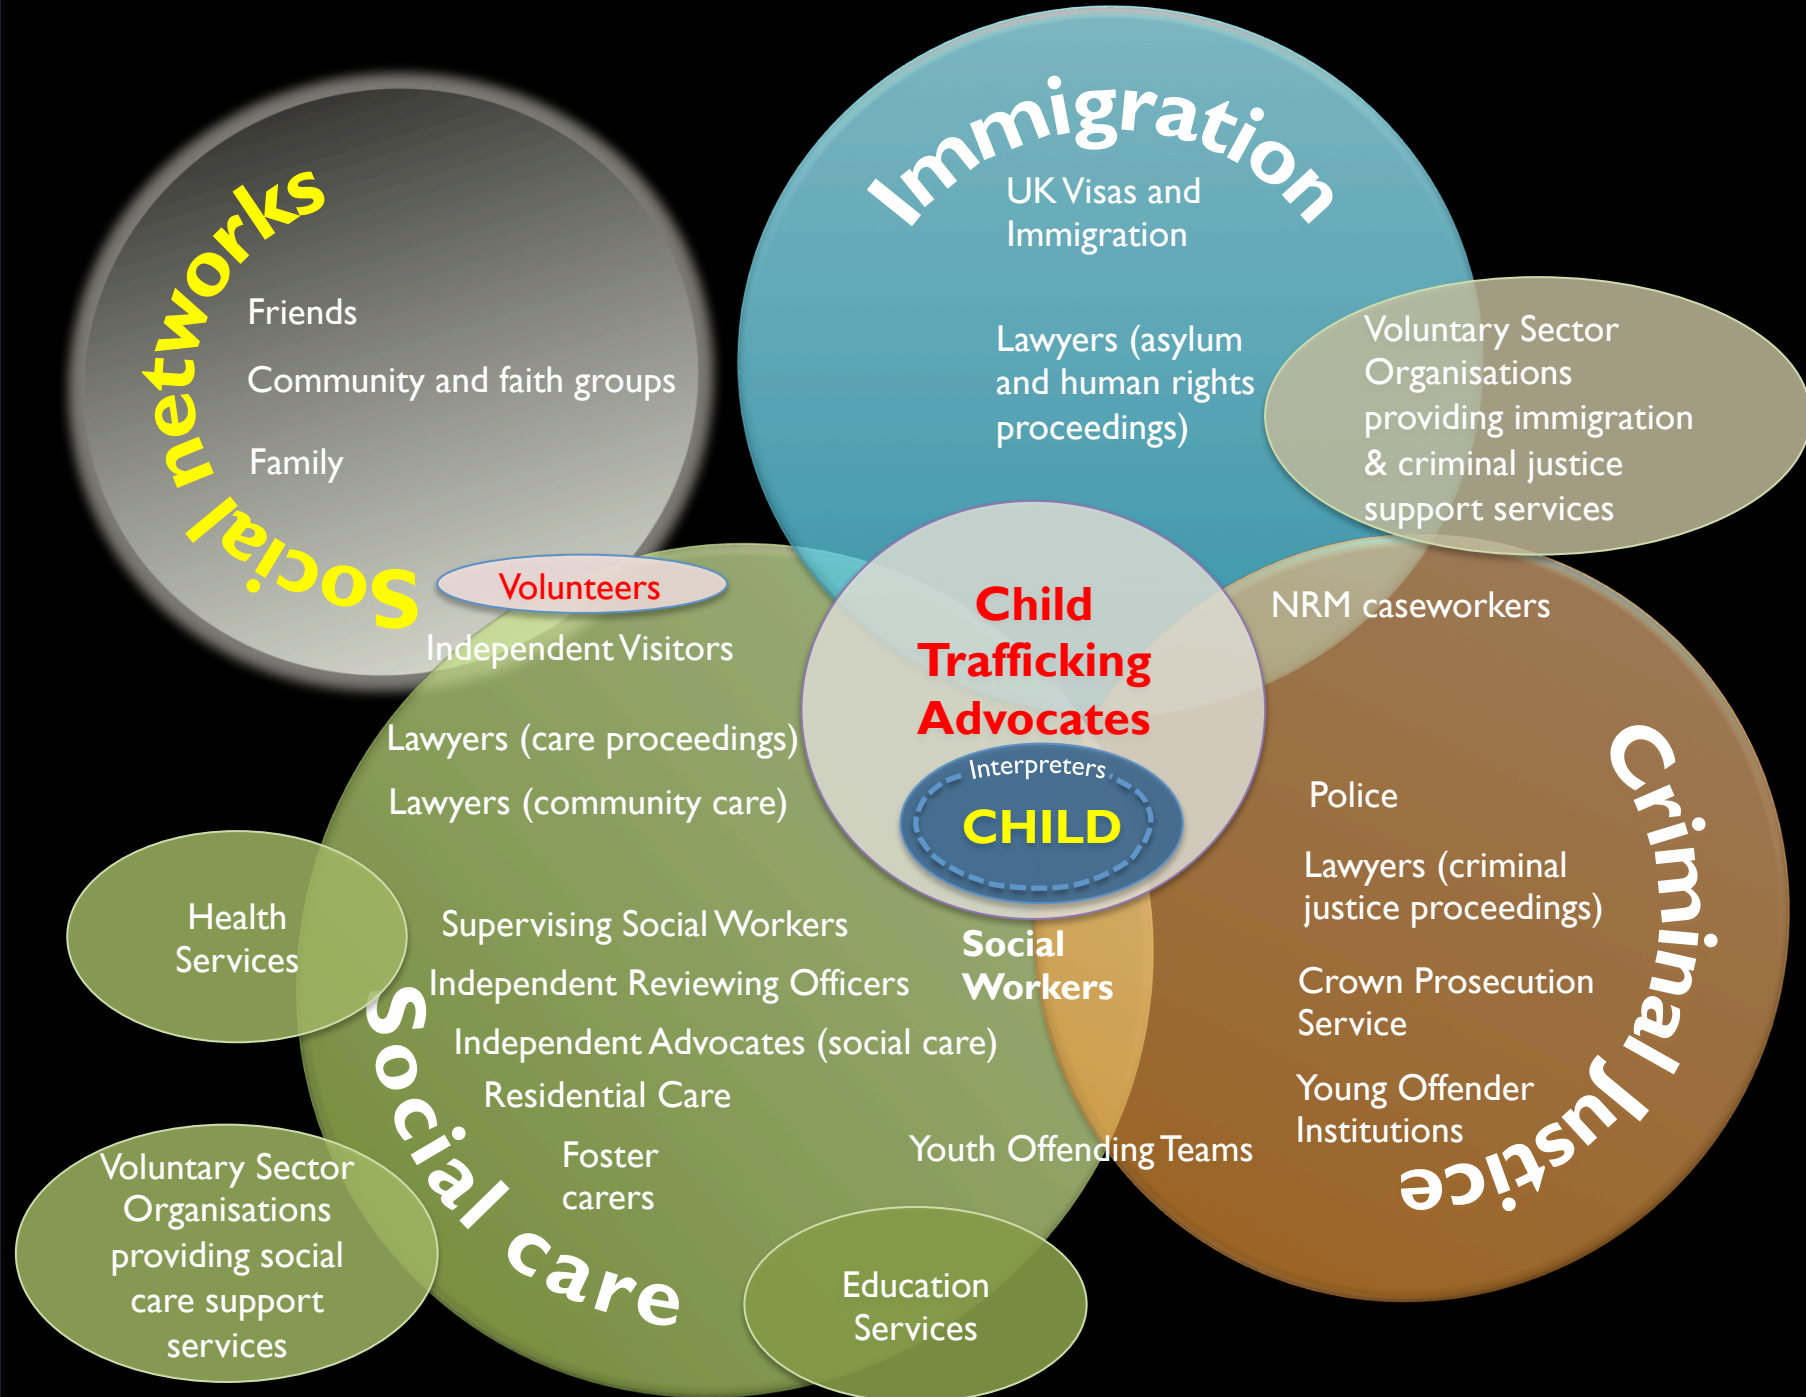 Immigration
UK Visas and
Immigration
Lawyers (asylum
and human rights
proceedings)
Voluntary Sector
Organisations
providing immigration
& criminal justice
support services
Social networks
Friends
Community and faith groups
Family
Volunteers
Independent Visitors
Lawyers (care proceedings)
Lawyers (community care)
Child
Trafficking
Advocates
Interpreters
CHILD
NRM caseworkers
Criminal Justice
Police
Lawyers (criminal
justice proceedings)
Crown Prosecution
Service
Young Offender
Institutions
Health
Services
Supervising Social Workers
Independent Reviewing Officers
Independent Advocates (social care)
Residential Care
Foster
carers
Social
Workers
Youth Offending Teams
Social care
Voluntary Sector
Organisations
providing social
care support
services
Education
Services